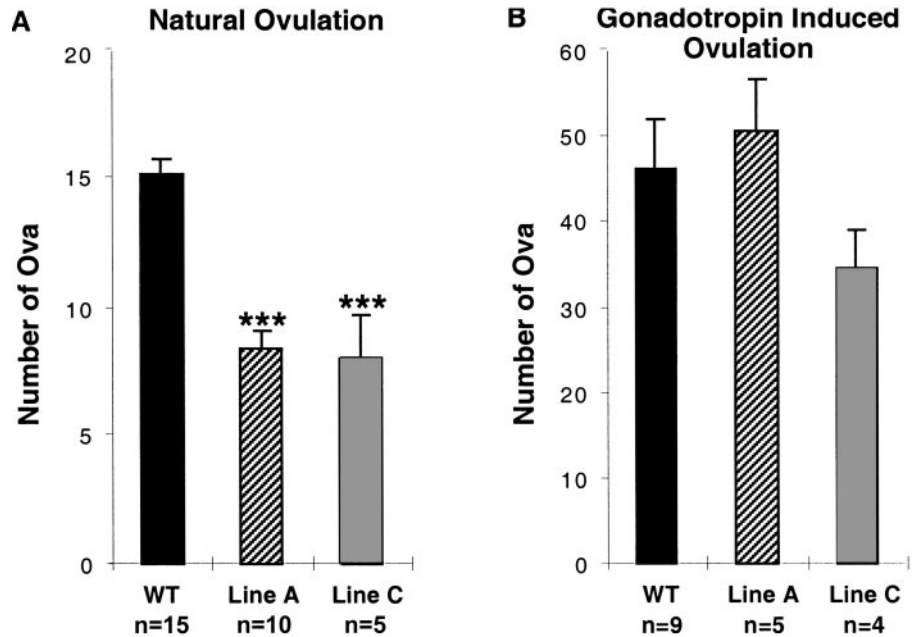 A
Natural Ovulation
20
15
10
5
0
Number of Ova
***
***
WT
Line A
Line C
n=15
n=10
n=5
B
Gonadotropin Induced
Ovulation
60
50
40
30
20
10
0
Number of Ova
WT
Line A
Line C
n=9
n=5
n=4